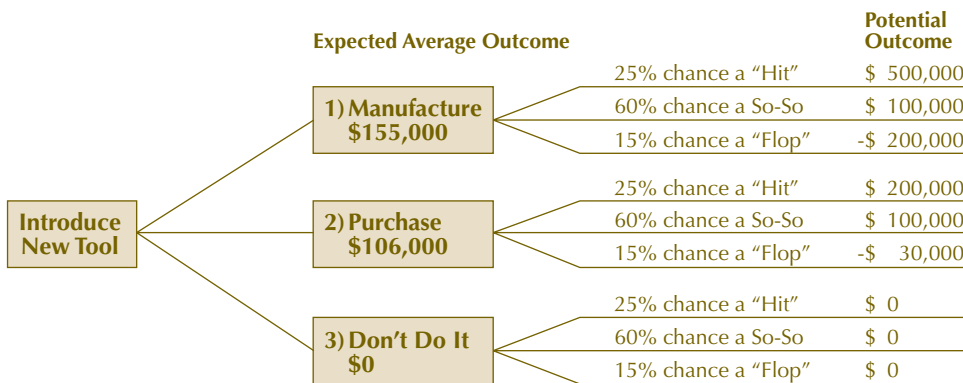 Expected Average Outcome
Potential
Outcome
Introduce
New Tool
1) Manufacture
$155,000
25% chance a “Hit” $ 500,000
60% chance a So-So $ 100,000
15% chance a “Flop” -$ 200,000
2) Purchase
$106,000
25% chance a “Hit” $ 200,000
60% chance a So-So $ 100,000
15% chance a “Flop” -$ 30,000
3) Don’t Do It
$0
25% chance a “Hit” $ 0
60% chance a So-So $ 0
15% chance a “Flop” $ 0